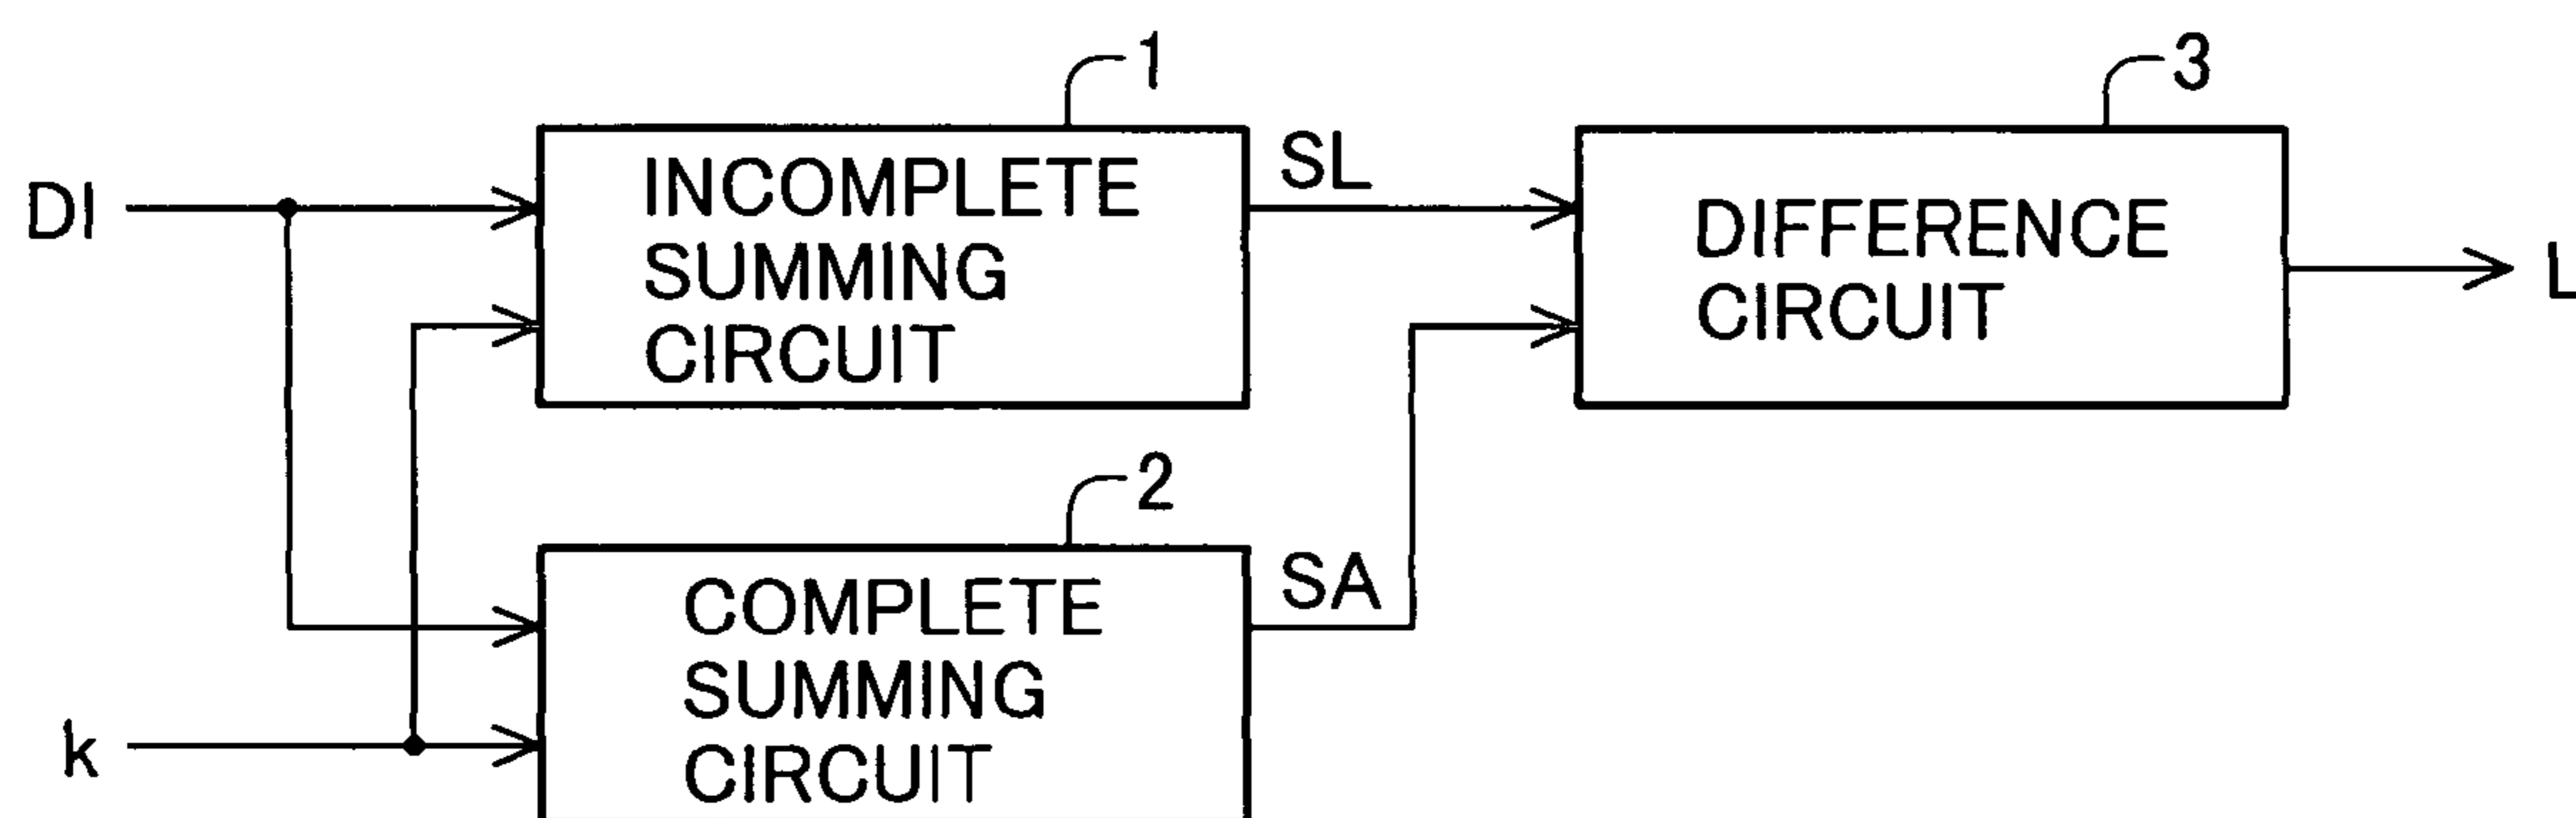 1
3
DI
INCOMPLETE
SUMMING
CIRCUIT
SL
DIFFERENCE
CIRCUIT
L
2
COMPLETE
SUMMING
CIRCUIT
SA
k